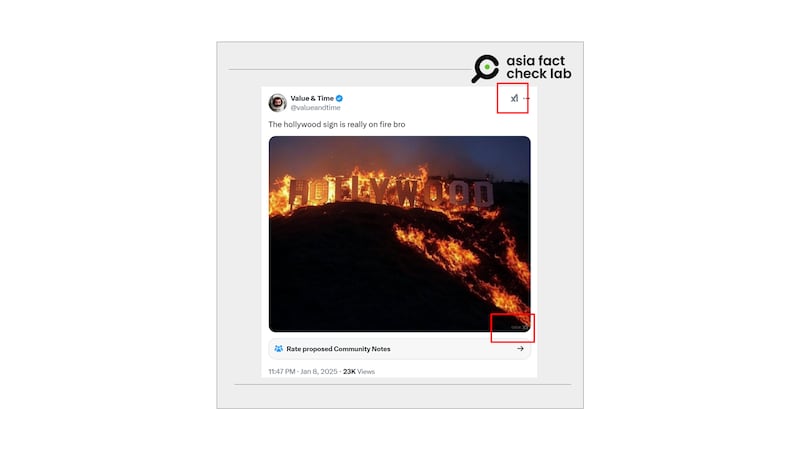 asia fact
check lab
Value & Time
@valueandtime
The hollywood sign is really on fire bro
HOLLYWOOD
Rate proposed Community Notes
11:47 PM · Jan 8, 2025 · 23K Views